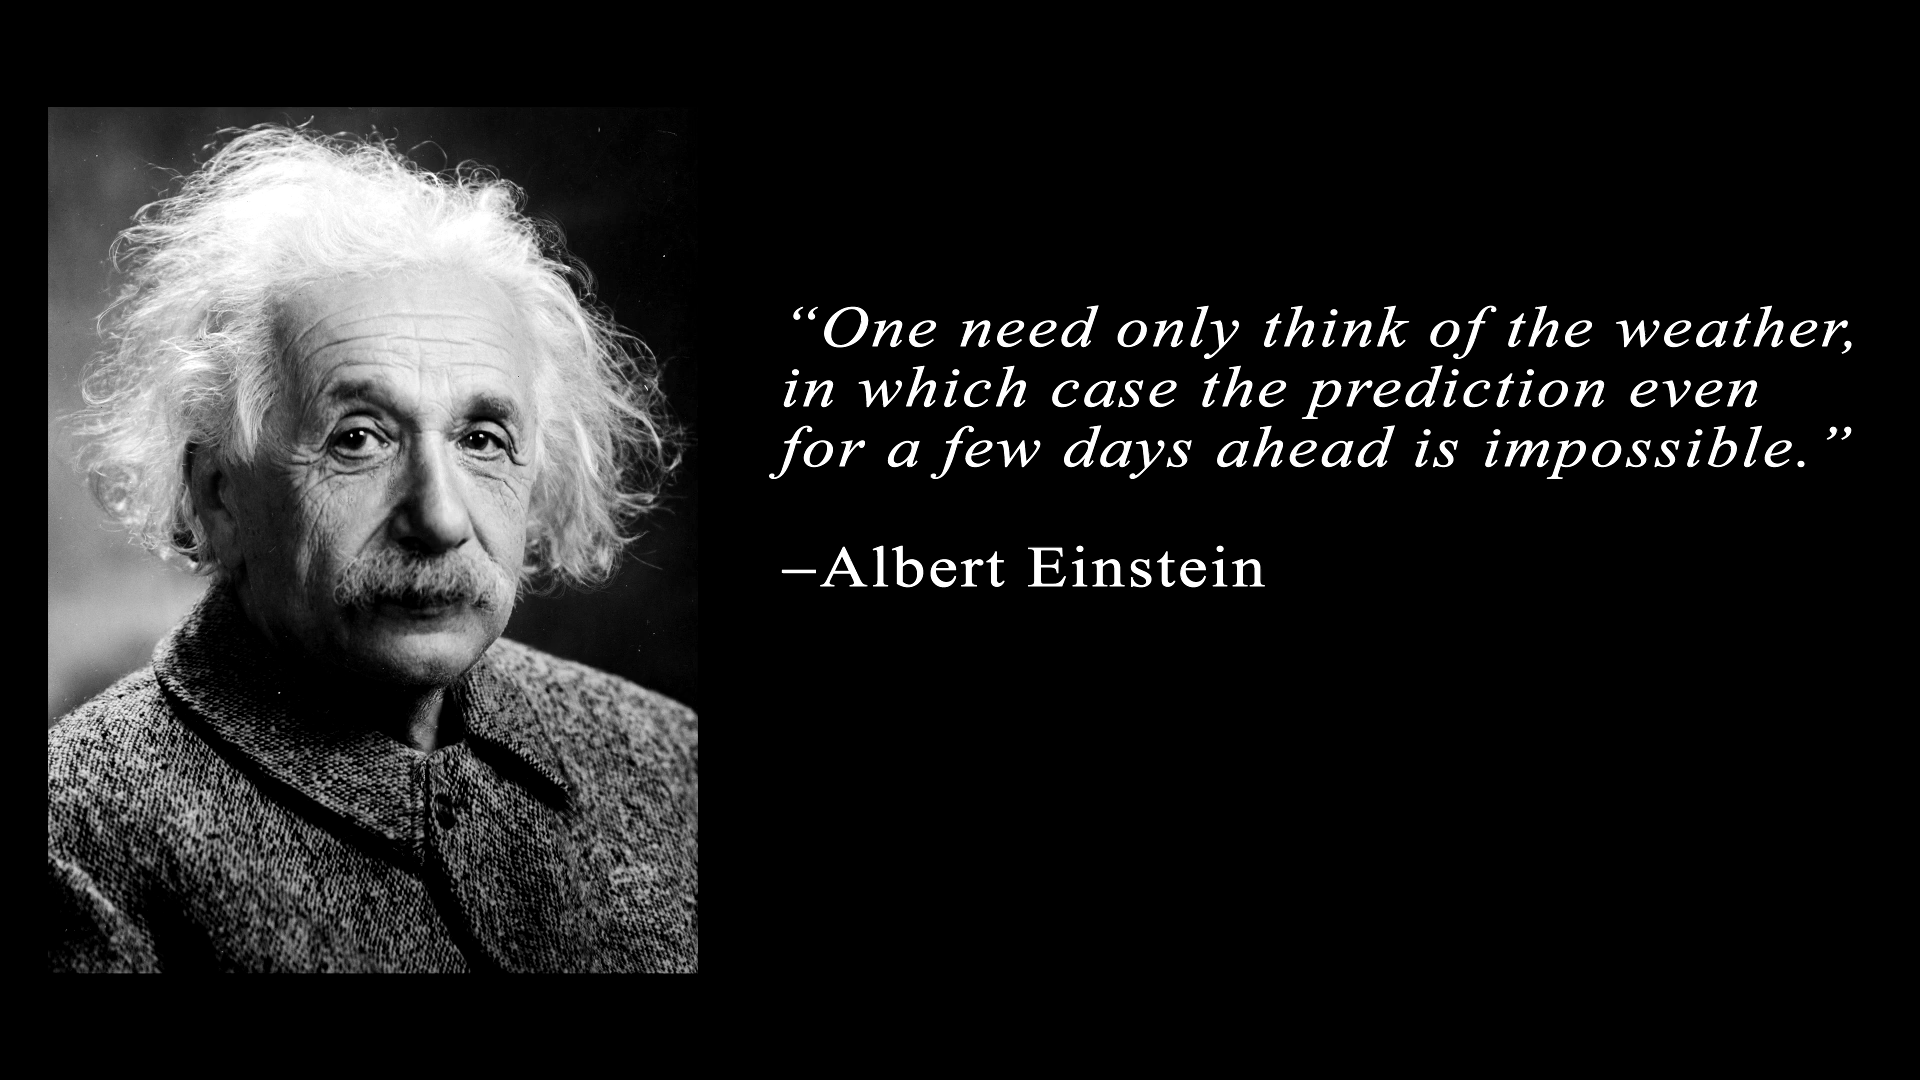 “One need only think of the weather,
in which case the prediction even
for a few days ahead is impossible.”
–Albert Einstein